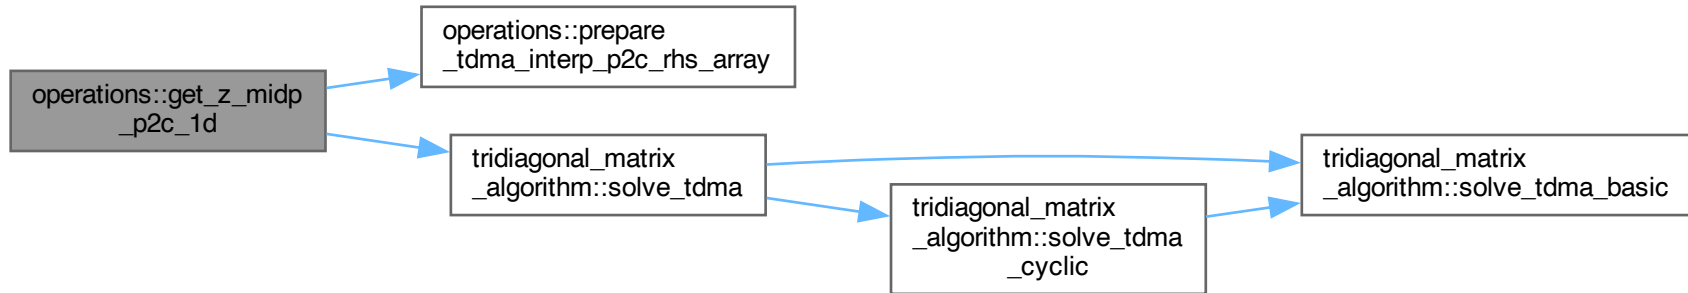 operations::prepare
_tdma_interp_p2c_rhs_array
operations::get_z_midp
_p2c_1d
tridiagonal_matrix
_algorithm::solve_tdma
tridiagonal_matrix
_algorithm::solve_tdma
_cyclic
tridiagonal_matrix
_algorithm::solve_tdma_basic